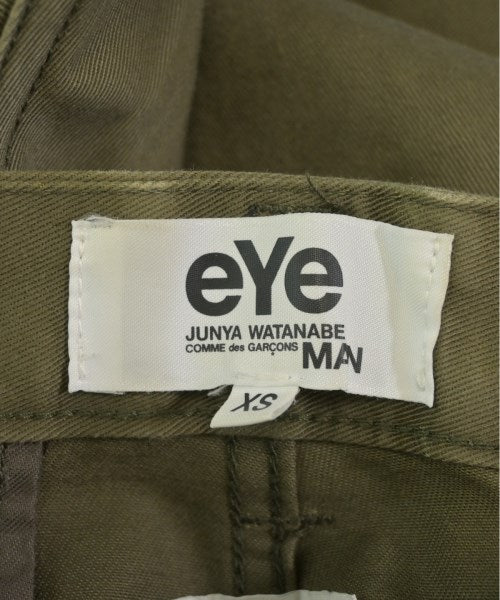 eYe
JUNYA WATANABE
COMME des GARÇONS MAN
XS